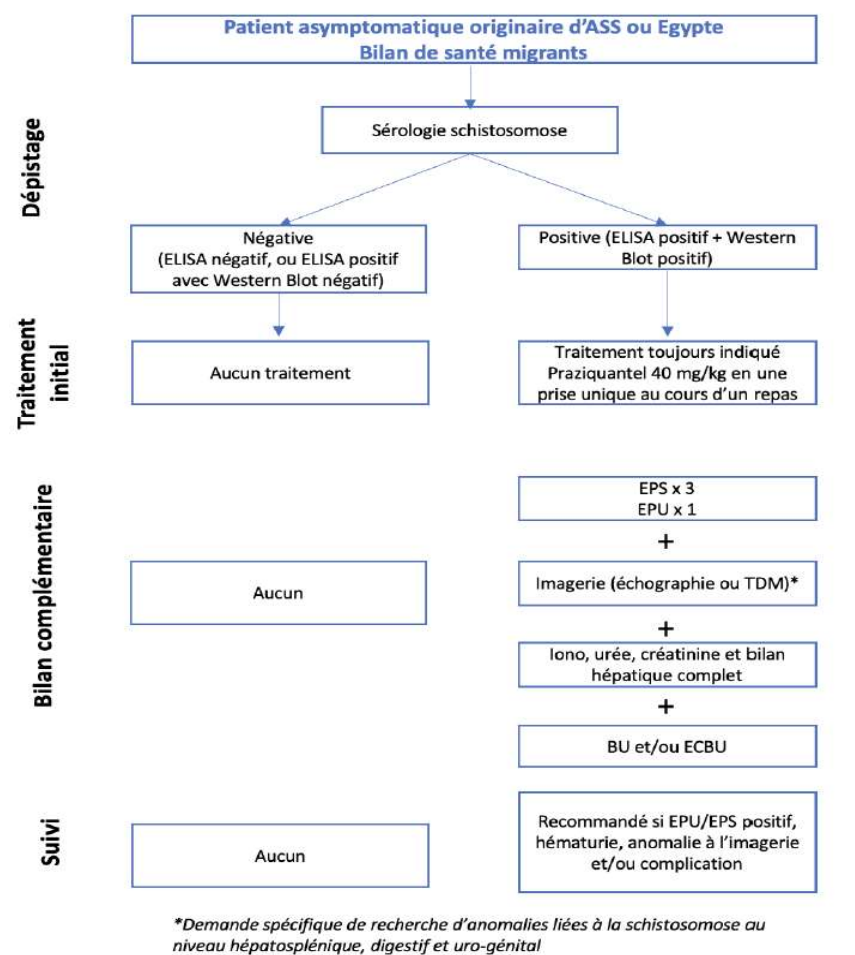 Patient asymptomatique originaire d'ASS ou Egypte
Bilan de santé migrants
Dépistage
Sérologie schistosomose
Négative
(ELISA négatif, ou ELISA positif
avec Western Blot négatif)
Positive (ELISA positif + Western
Blot positif)
Traitement
initial
Aucun traitement
Traitement toujours indiqué
Praziquantel 40 mg/kg en une
prise unique au cours d'un repas
Bilan complémentaire
Aucun
EPS x 3
EPU x 1
+
Imagerie (échographie ou TDM)*
+
Iono, urée, créatinine et bilan
hépatique complet
+
BU et/ou ECBU
Suivi
Aucun
Recommandé si EPU/EPS positif,
hématurie, anomalie à l'imagerie
et/ou complication
*Demande spécifique de recherche d'anomalies liées à la schistosomose au
niveau hépatosplénique, digestif et uro-génital